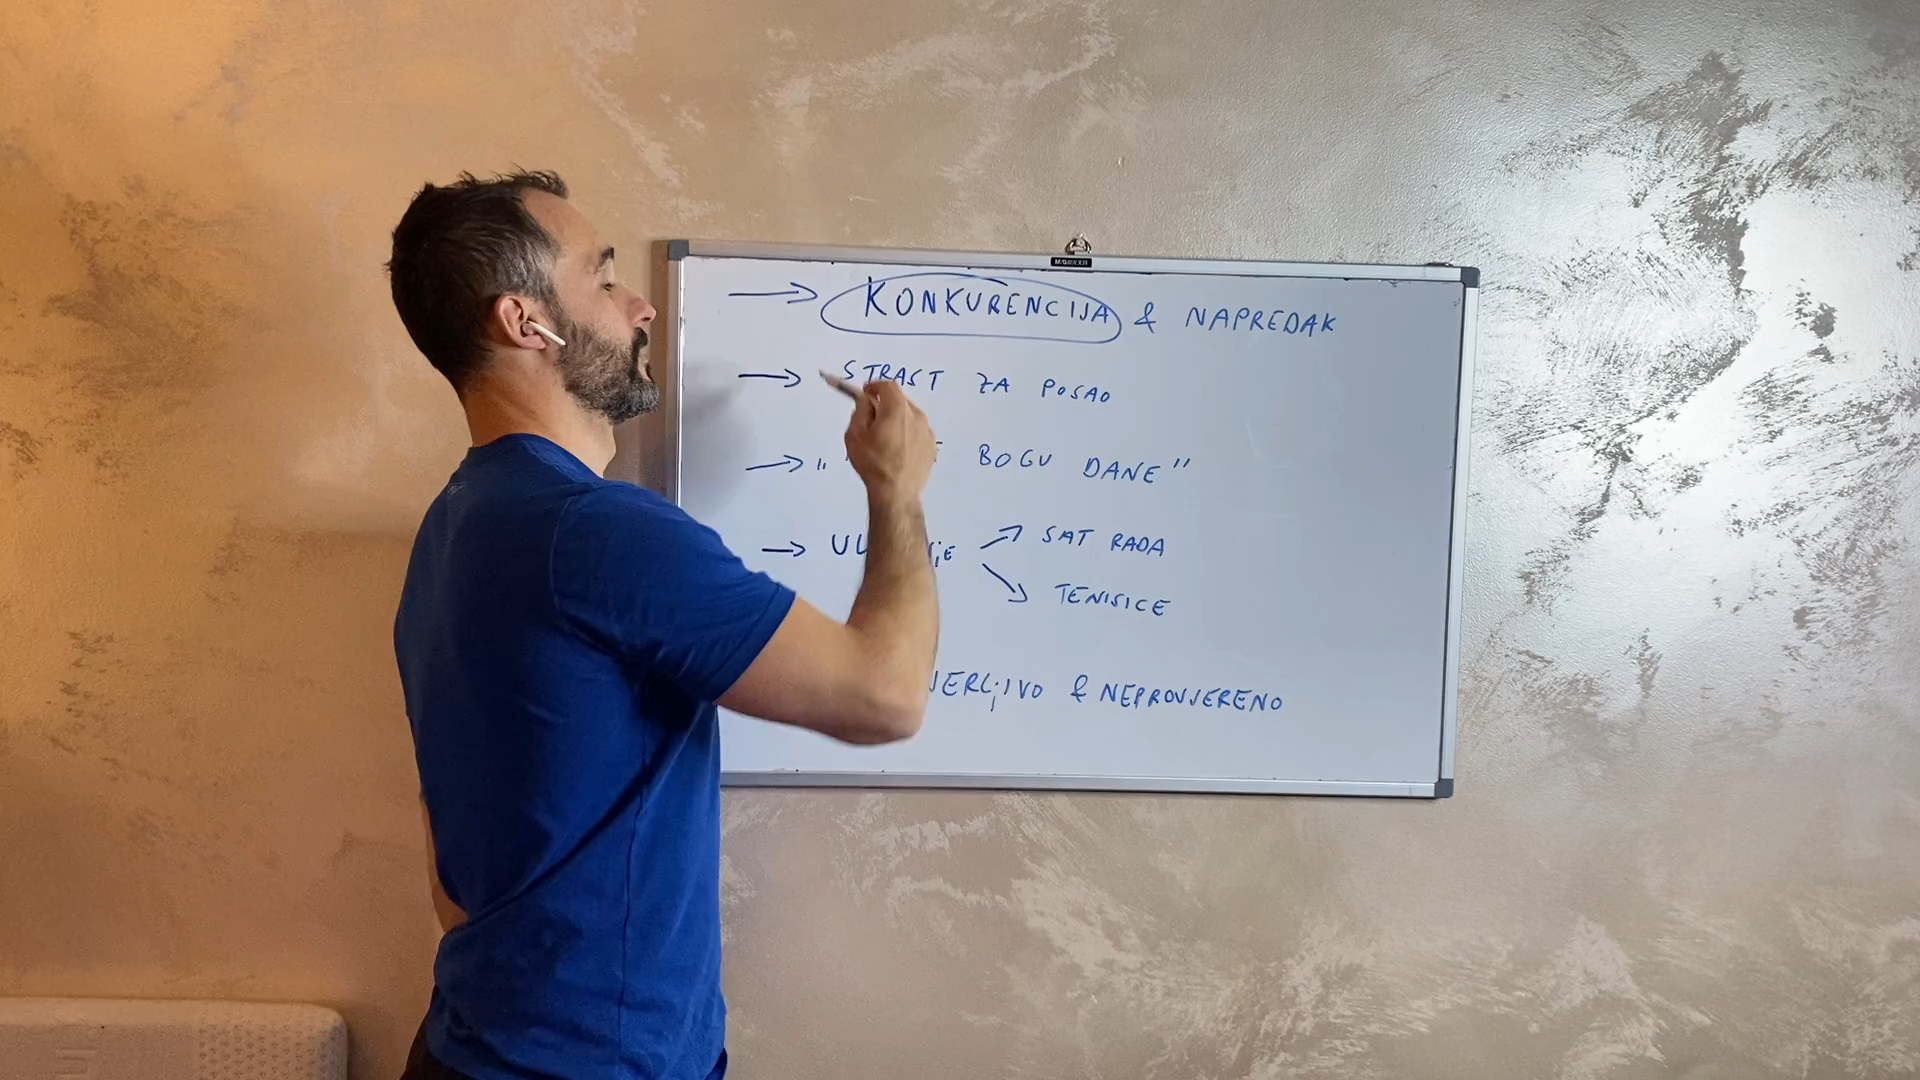 → KONKURENCIJA & NAPREDAK
→ STRAST ZA POSAO
→ " BOGU DANE"
→ → SAT RADA
→ TENISICE
& NEPROVJERENO